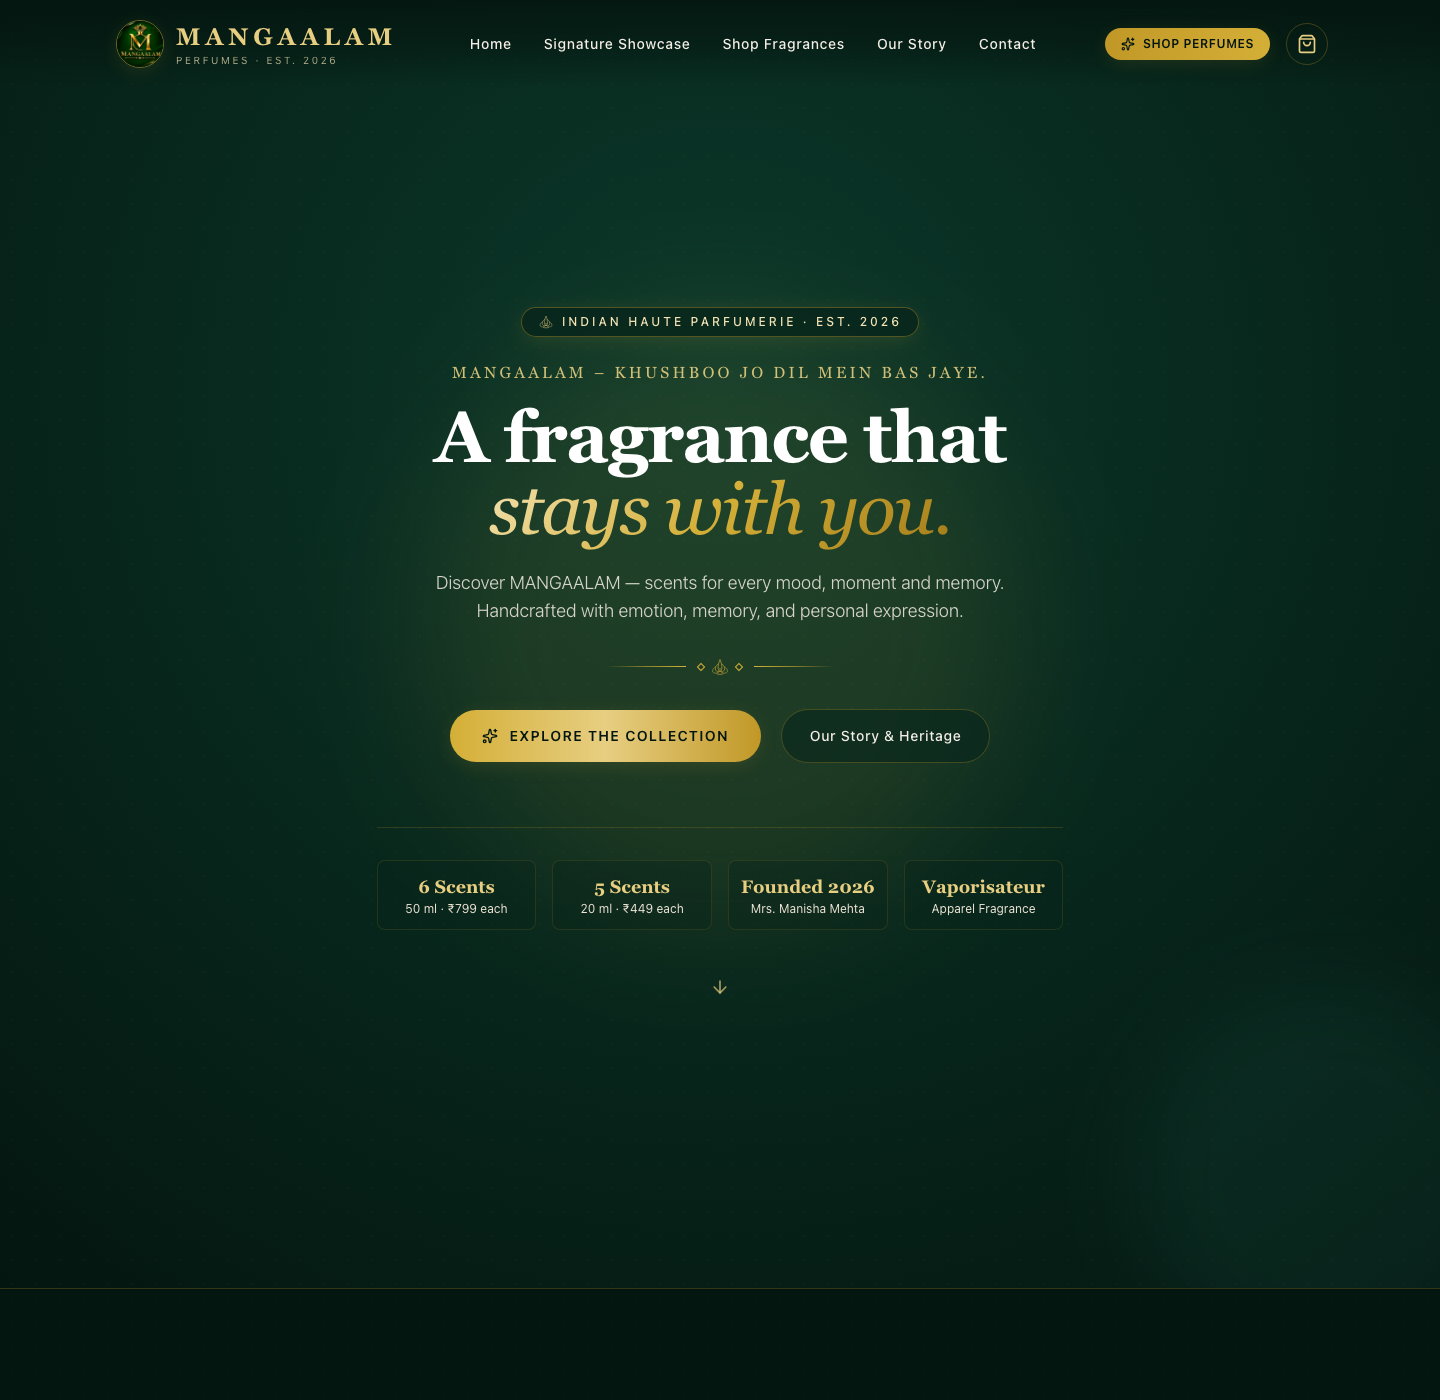 MANGAALAM
PERFUMES · EST. 2026
Home
Signature Showcase
Shop Fragrances
Our Story
Contact
SHOP PERFUMES
INDIAN HAUTE PARFUMERIE · EST. 2026
MANGAALAM – KHUSHBOO JO DIL MEIN BAS JAYE.
A fragrance that
stays with you.
Discover MANGAALAM — scents for every mood, moment and memory.
Handcrafted with emotion, memory, and personal expression.
EXPLORE THE COLLECTION
Our Story & Heritage
6 Scents
50 ml · ₹799 each
5 Scents
20 ml · ₹449 each
Founded 2026
Mrs. Manisha Mehta
Vaporisateur
Apparel Fragrance